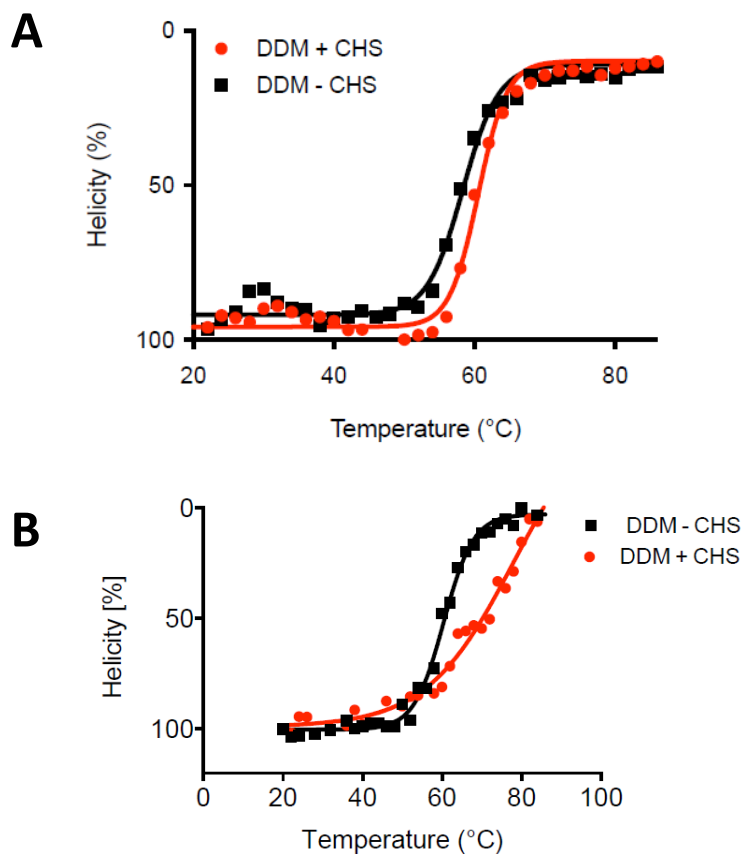 A
0
50
100
Helicity (%)
DDM + CHS
DDM - CHS
20 40 60 80
Temperature (°C)
B
0
50
100
Helicity [%]
DDM - CHS
DDM + CHS
0 20 40 60 80 100
Temperature (°C)